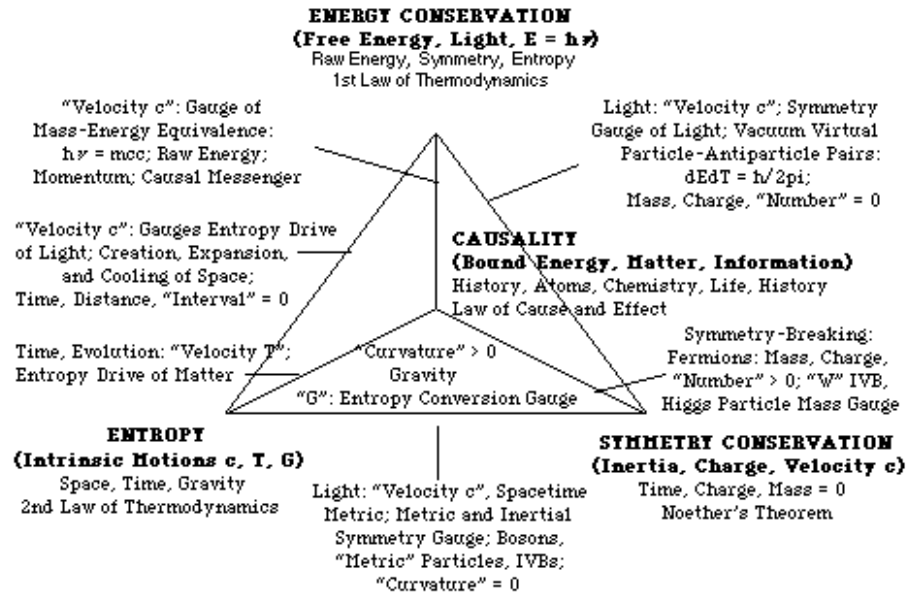 ENERGY CONSERVATION
(Free Energy, Light, E = hν)
Raw Energy, Symmetry, Entropy
1st Law of Thermodynamics
"Velocity c": Gauge of
Mass-Energy Equivalence:
hν = mcc; Raw Energy;
Momentum; Causal Messenger
Light: "Velocity c"; Symmetry
Gauge of Light; Vacuum Virtual
Particle-Antiparticle Pairs:
dEdT = h/2pi;
Mass, Charge, "Number" = 0
"Velocity c": Gauges Entropy Drive
of Light; Creation, Expansion,
and Cooling of Space;
Time, Distance, "Interval" = 0
CAUSALITY
(Bound Energy, Matter, Information)
History, Atoms, Chemistry, Life, History
Law of Cause and Effect
Time, Evolution: "Velocity T";
Entropy Drive of Matter
"Curvature" > 0
Gravity
"G": Entropy Conversion Gauge
Symmetry-Breaking:
Fermions: Mass, Charge,
"Number" > 0; "W" IVB,
Higgs Particle Mass Gauge
ENTROPY
(Intrinsic Motions c, T, G)
Space, Time, Gravity
2nd Law of Thermodynamics
Light: "Velocity c", Spacetime
Metric; Metric and Inertial
Symmetry Gauge; Bosons,
"Metric" Particles, IVBs;
"Curvature" = 0
SYMMETRY CONSERVATION
(Inertia, Charge, Velocity c)
Time, Charge, Mass = 0
Noether's Theorem